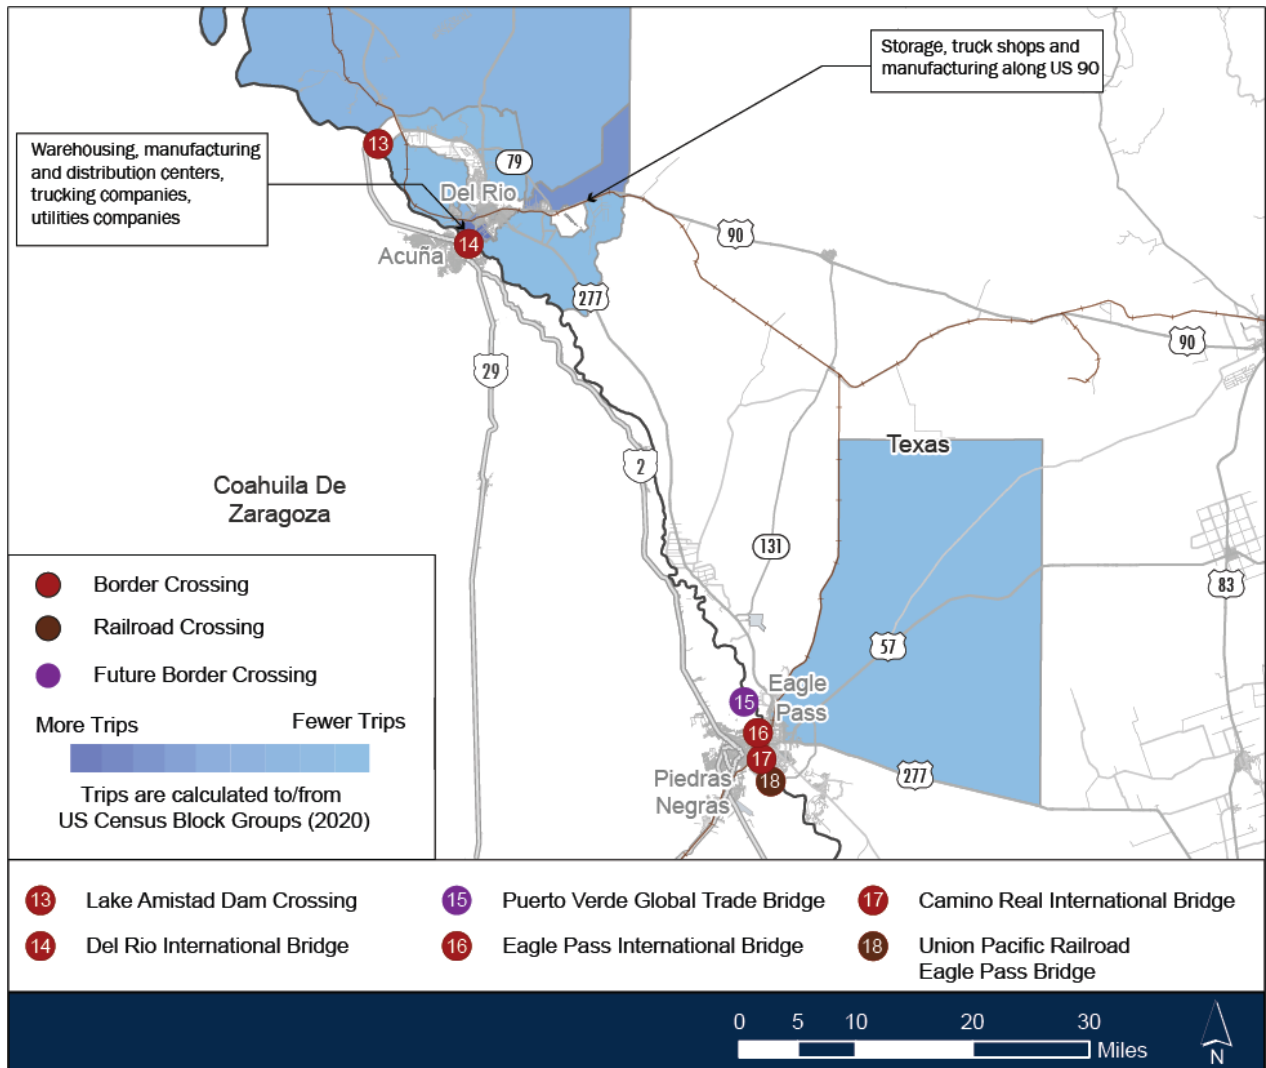 Storage, truck shops and
manufacturing along US 90
Warehousing, manufacturing
and distribution centers,
trucking companies,
utilities companies
13
79
Del Rio
14
Acuña
90
277
29
90
2
Texas
Coahuila De
Zaragoza
131
83
57
Eagle
Pass
15
16
17
18
277
Piedras
Negras
Border Crossing
Railroad Crossing
Future Border Crossing
More Trips
Fewer Trips
Trips are calculated to/from
US Census Block Groups (2020)
13 Lake Amistad Dam Crossing
14 Del Rio International Bridge
15 Puerto Verde Global Trade Bridge
16 Eagle Pass International Bridge
17 Camino Real International Bridge
18 Union Pacific Railroad
Eagle Pass Bridge
0 5 10 20 30
Miles
N